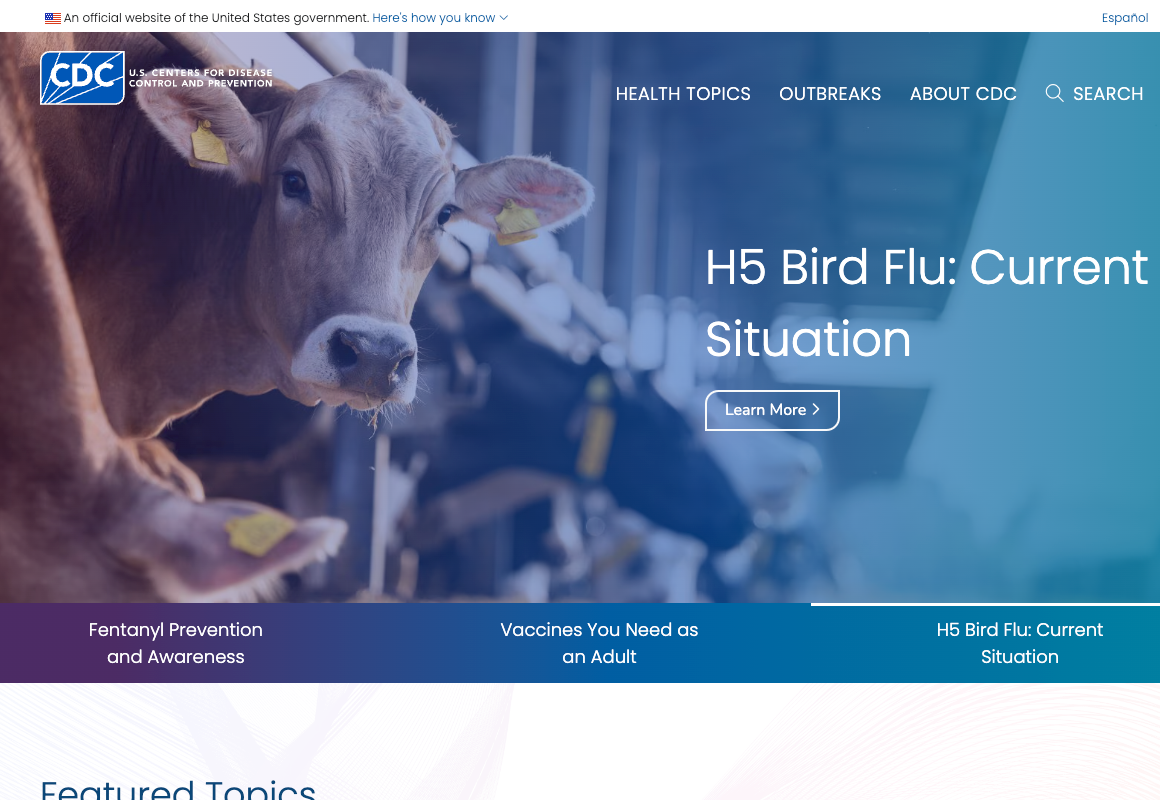 An official website of the United States government. Here's how you know
Español
CDC
U.S. CENTERS FOR DISEASE
CONTROL AND PREVENTION
HEALTH TOPICS
OUTBREAKS
ABOUT CDC
SEARCH
H5 Bird Flu: Current
Situation
Learn More
Fentanyl Prevention
and Awareness
Vaccines You Need as
an Adult
H5 Bird Flu: Current
Situation
Featured Topics